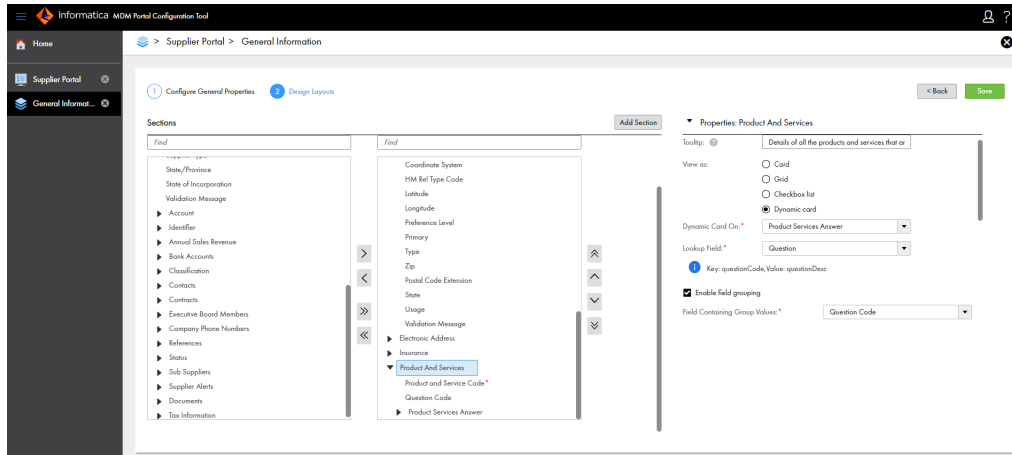 Informatica MDM Portal Configuration Tool
?
Home
Supplier Portal
General Informat...
> Supplier Portal > General Information
1 Configure General Properties
2 Design Layouts
< Back
Save
Sections
Add Section
Find
State/Province
State of Incorporation
Validation Message
Account
Identifier
Annual Sales Revenue
Bank Accounts
Classification
Contacts
Contracts
Executive Board Members
Company Phone Numbers
References
Status
Sub Suppliers
Supplier Alerts
Documents
Tax Information
Find
Coordinate System
HM Rel Type Code
Latitude
Longitude
Preference Level
Primary
Type
Zip
Postal Code Extension
State
Usage
Validation Message
Electronic Address
Insurance
Product And Services
Product and Service Code*
Question Code
Product Services Answer
Properties: Product And Services
Tooltip: ?
Details of all the products and services that ar
View as:
Card
Grid
Checkbox list
Dynamic card
Dynamic Card On:*
Product Services Answer
Lookup Field:*
Question
i Key: questionCode,Value: questionDesc
Enable field grouping
Field Containing Group Values:*
Question Code